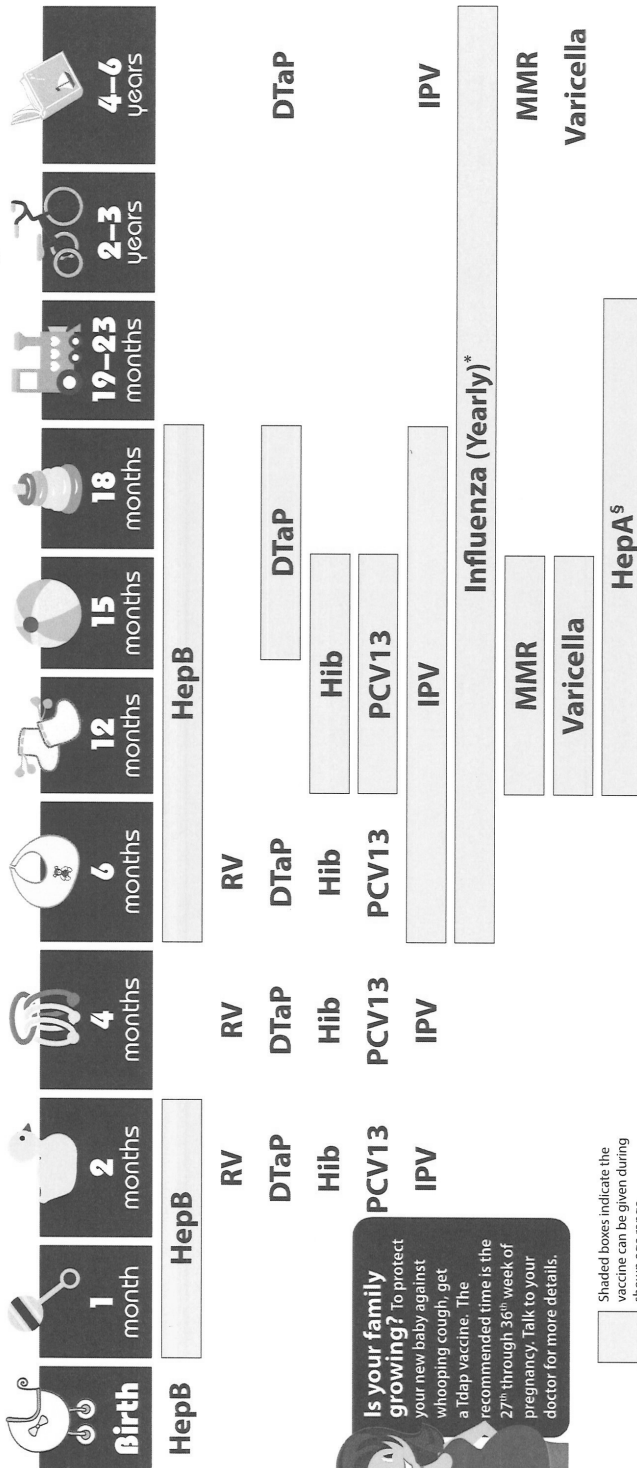 Birth
1
month
2
months
4
months
6
months
12
months
15
months
18
months
19–23
months
2–3
years
4–6
years
HepB
HepB
HepB
RV
RV
RV
DTaP
DTaP
DTaP
DTaP
DTaP
Hib
Hib
Hib
Hib
PCV13
PCV13
PCV13
PCV13
IPV
IPV
IPV
IPV
Influenza (Yearly)*
MMR
MMR
Varicella
Varicella
HepA§
Is your family
growing? To protect
your new baby against
whooping cough, get
a Tdap vaccine. The
recommended time is the
27th through 36th week of
pregnancy. Talk to your
doctor for more details.
Shaded boxes indicate the
vaccine can be given during